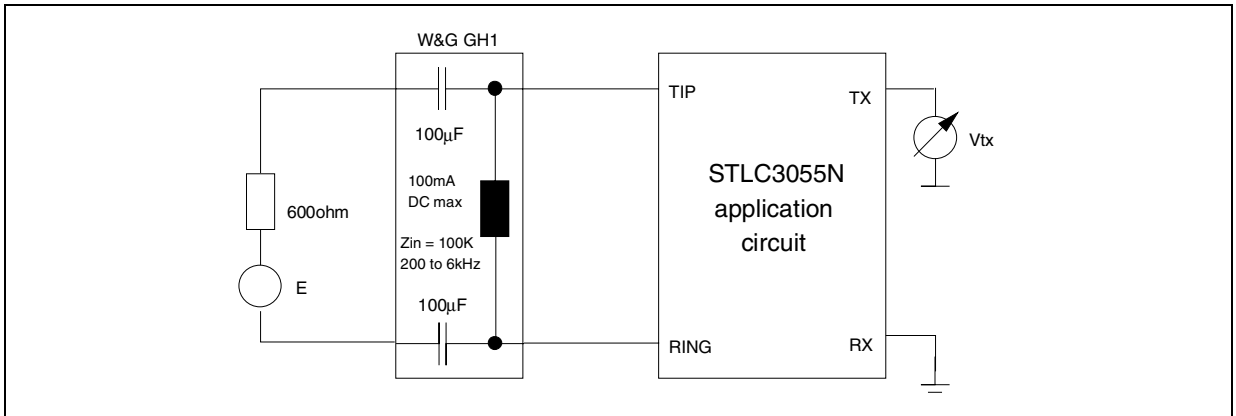 W&G GH1
TIP
TX
100μF
Vtx
100mA
DC max
STLC3055N
application
circuit
600ohm
Zin = 100K
200 to 6kHz
E
100μF
RING
RX